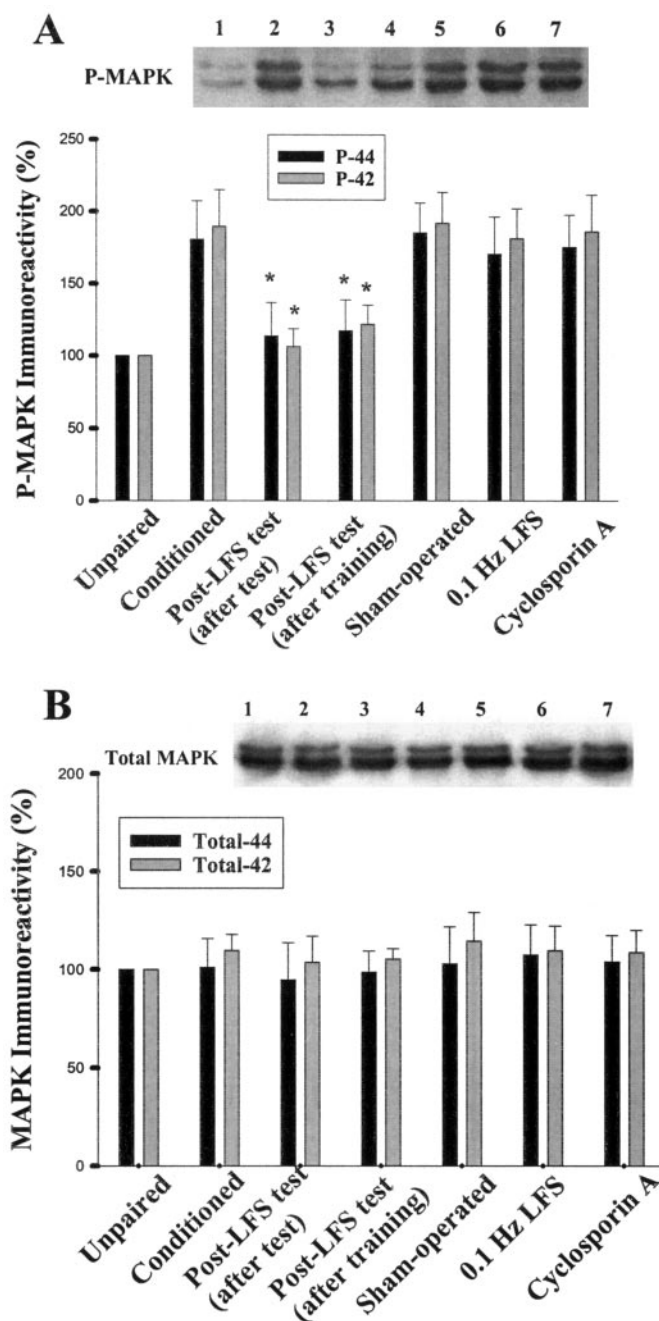 A
1 2 3 4 5 6 7
P-MAPK
P-MAPK Immunoreactivity (%)
250
200
150
100
50
0
P-44
P-42
* * * *
Unpaired
Conditioned
Post-LFS test
(after test)
Post-LFS test
(after training)
Sham-operated
0.1 Hz LFS
Cyclosporin A
B
1 2 3 4 5 6 7
Total MAPK
MAPK Immunoreactivity (%)
200
150
100
50
0
Total-44
Total-42
Unpaired
Conditioned
Post-LFS test
(after test)
Post-LFS test
(after training)
Sham-operated
0.1 Hz LFS
Cyclosporin A